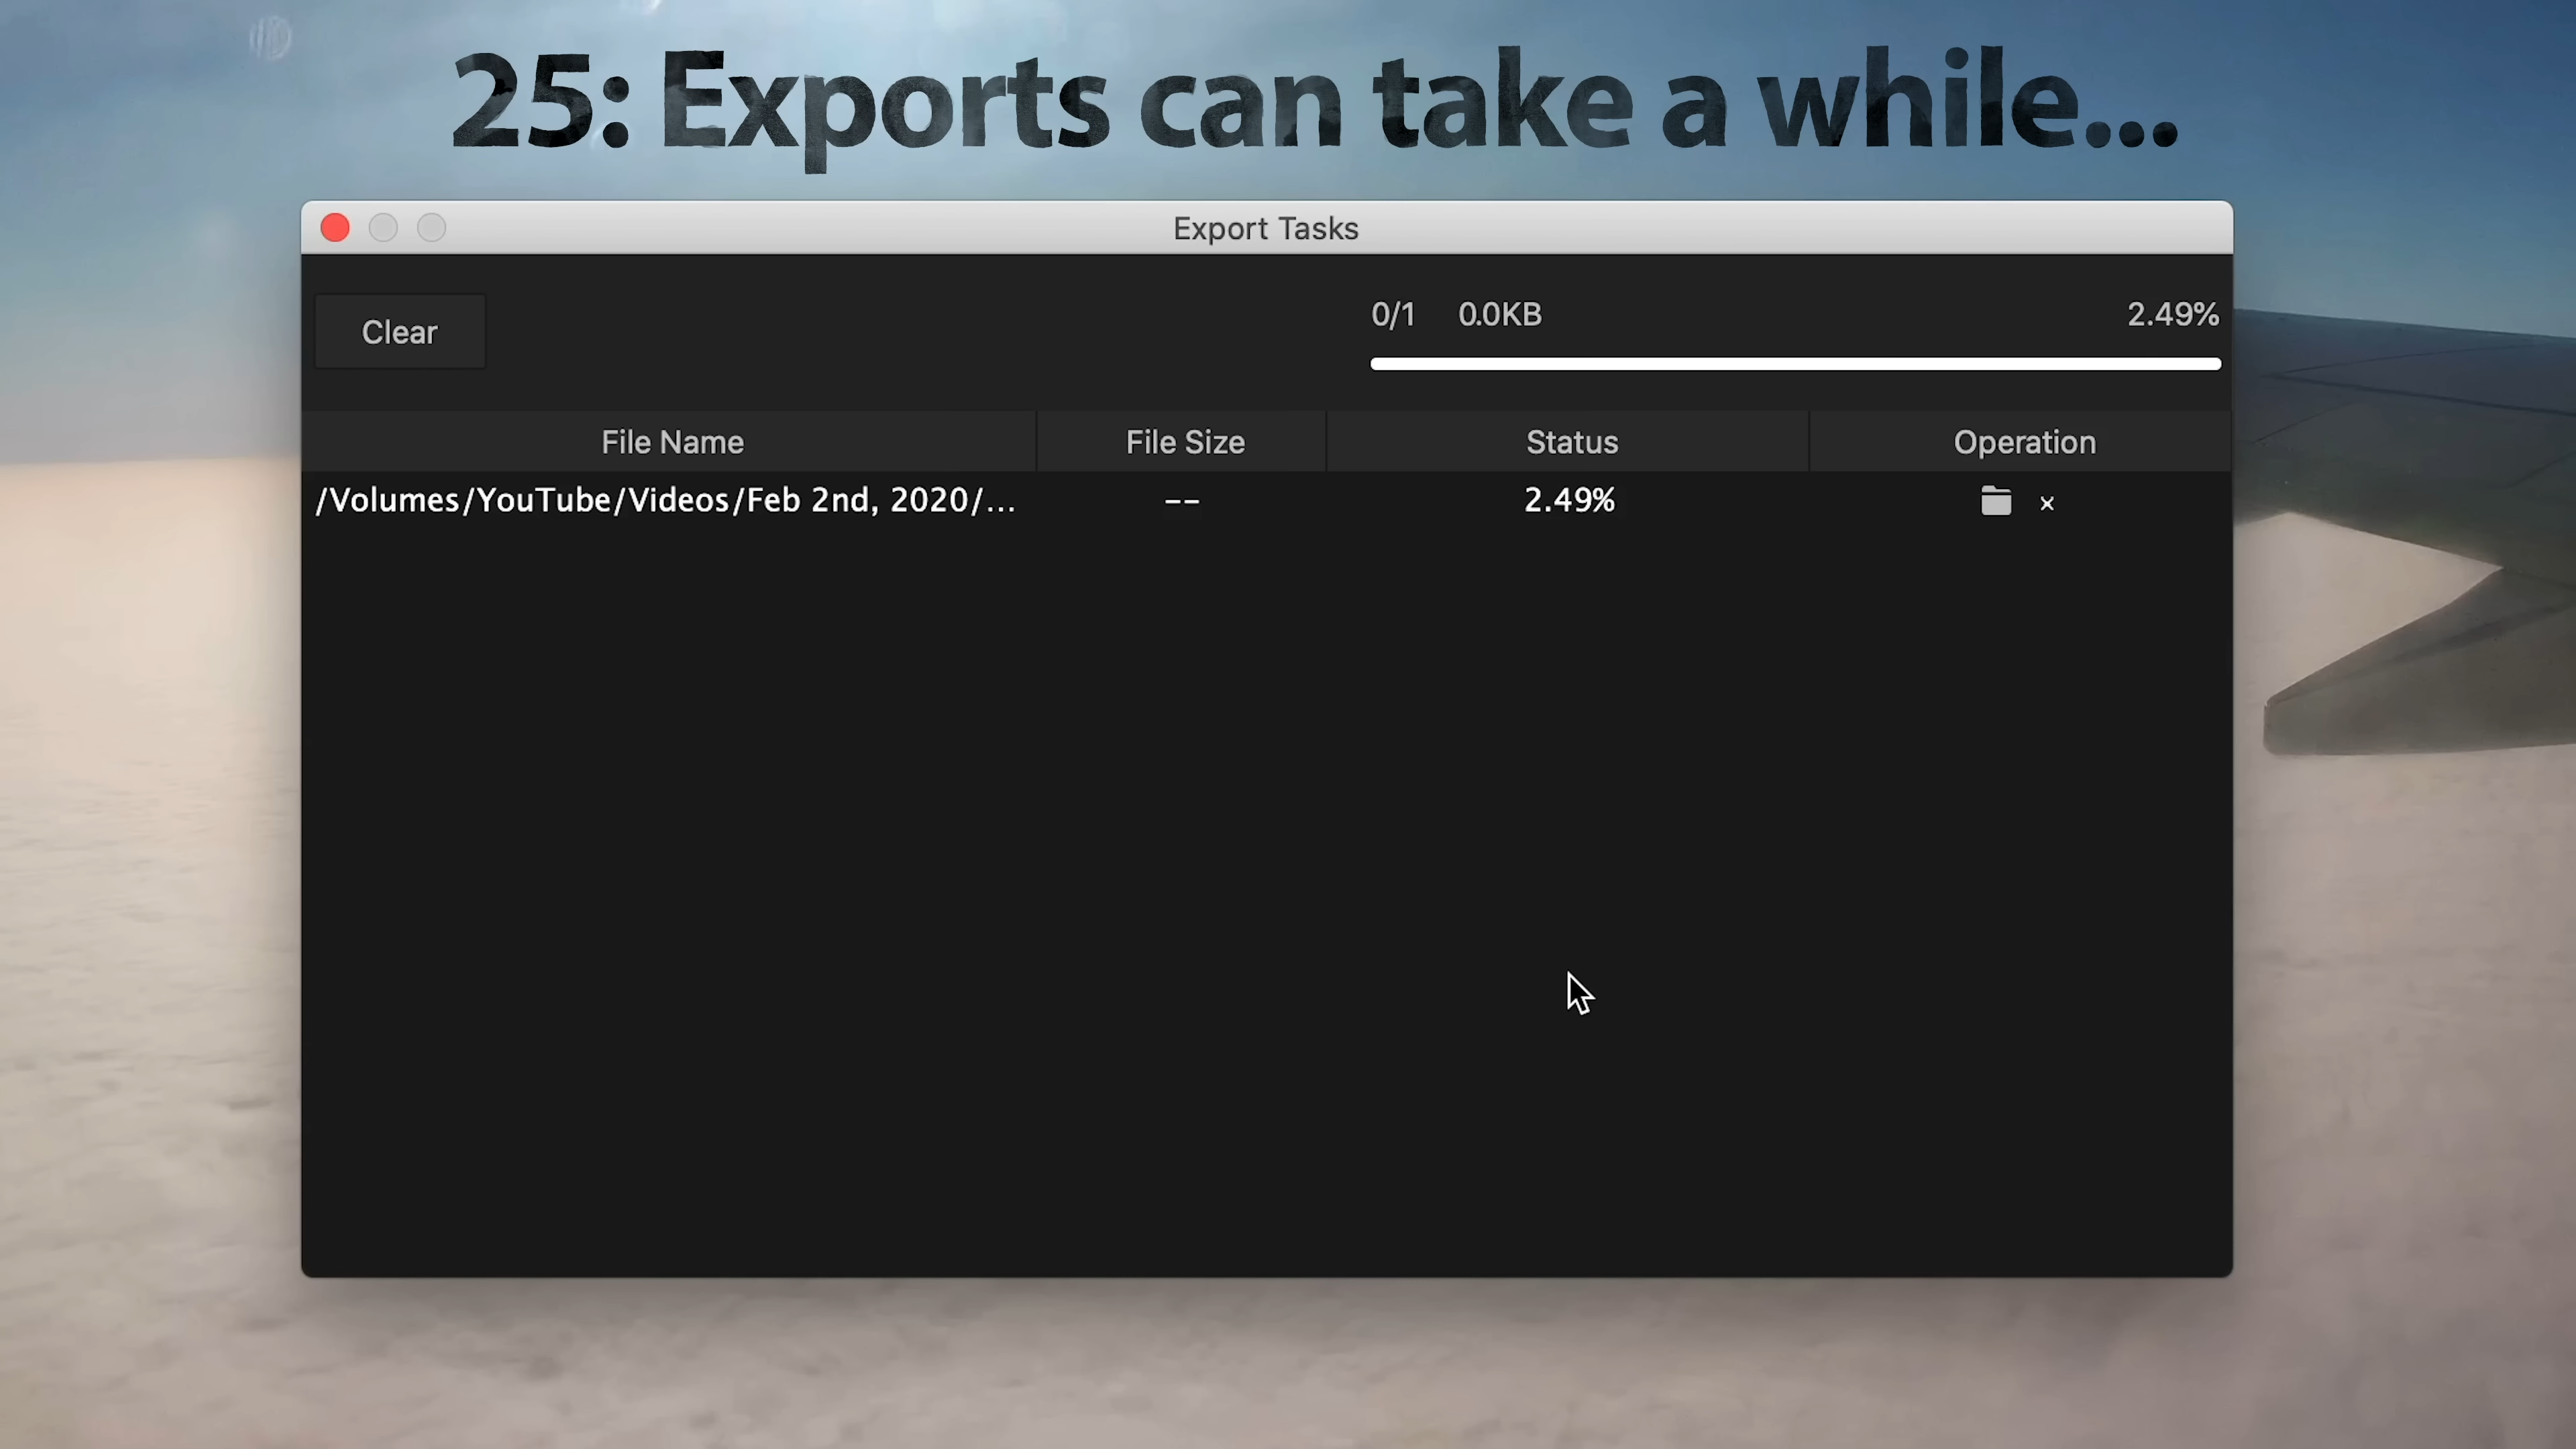 25: Exports can take a while...
Export Tasks
Clear
0/1 0.0KB 2.49%
File Name File Size Status Operation
/Volumes/YouTube/Videos/Feb 2nd, 2020/... -- 2.49% ×